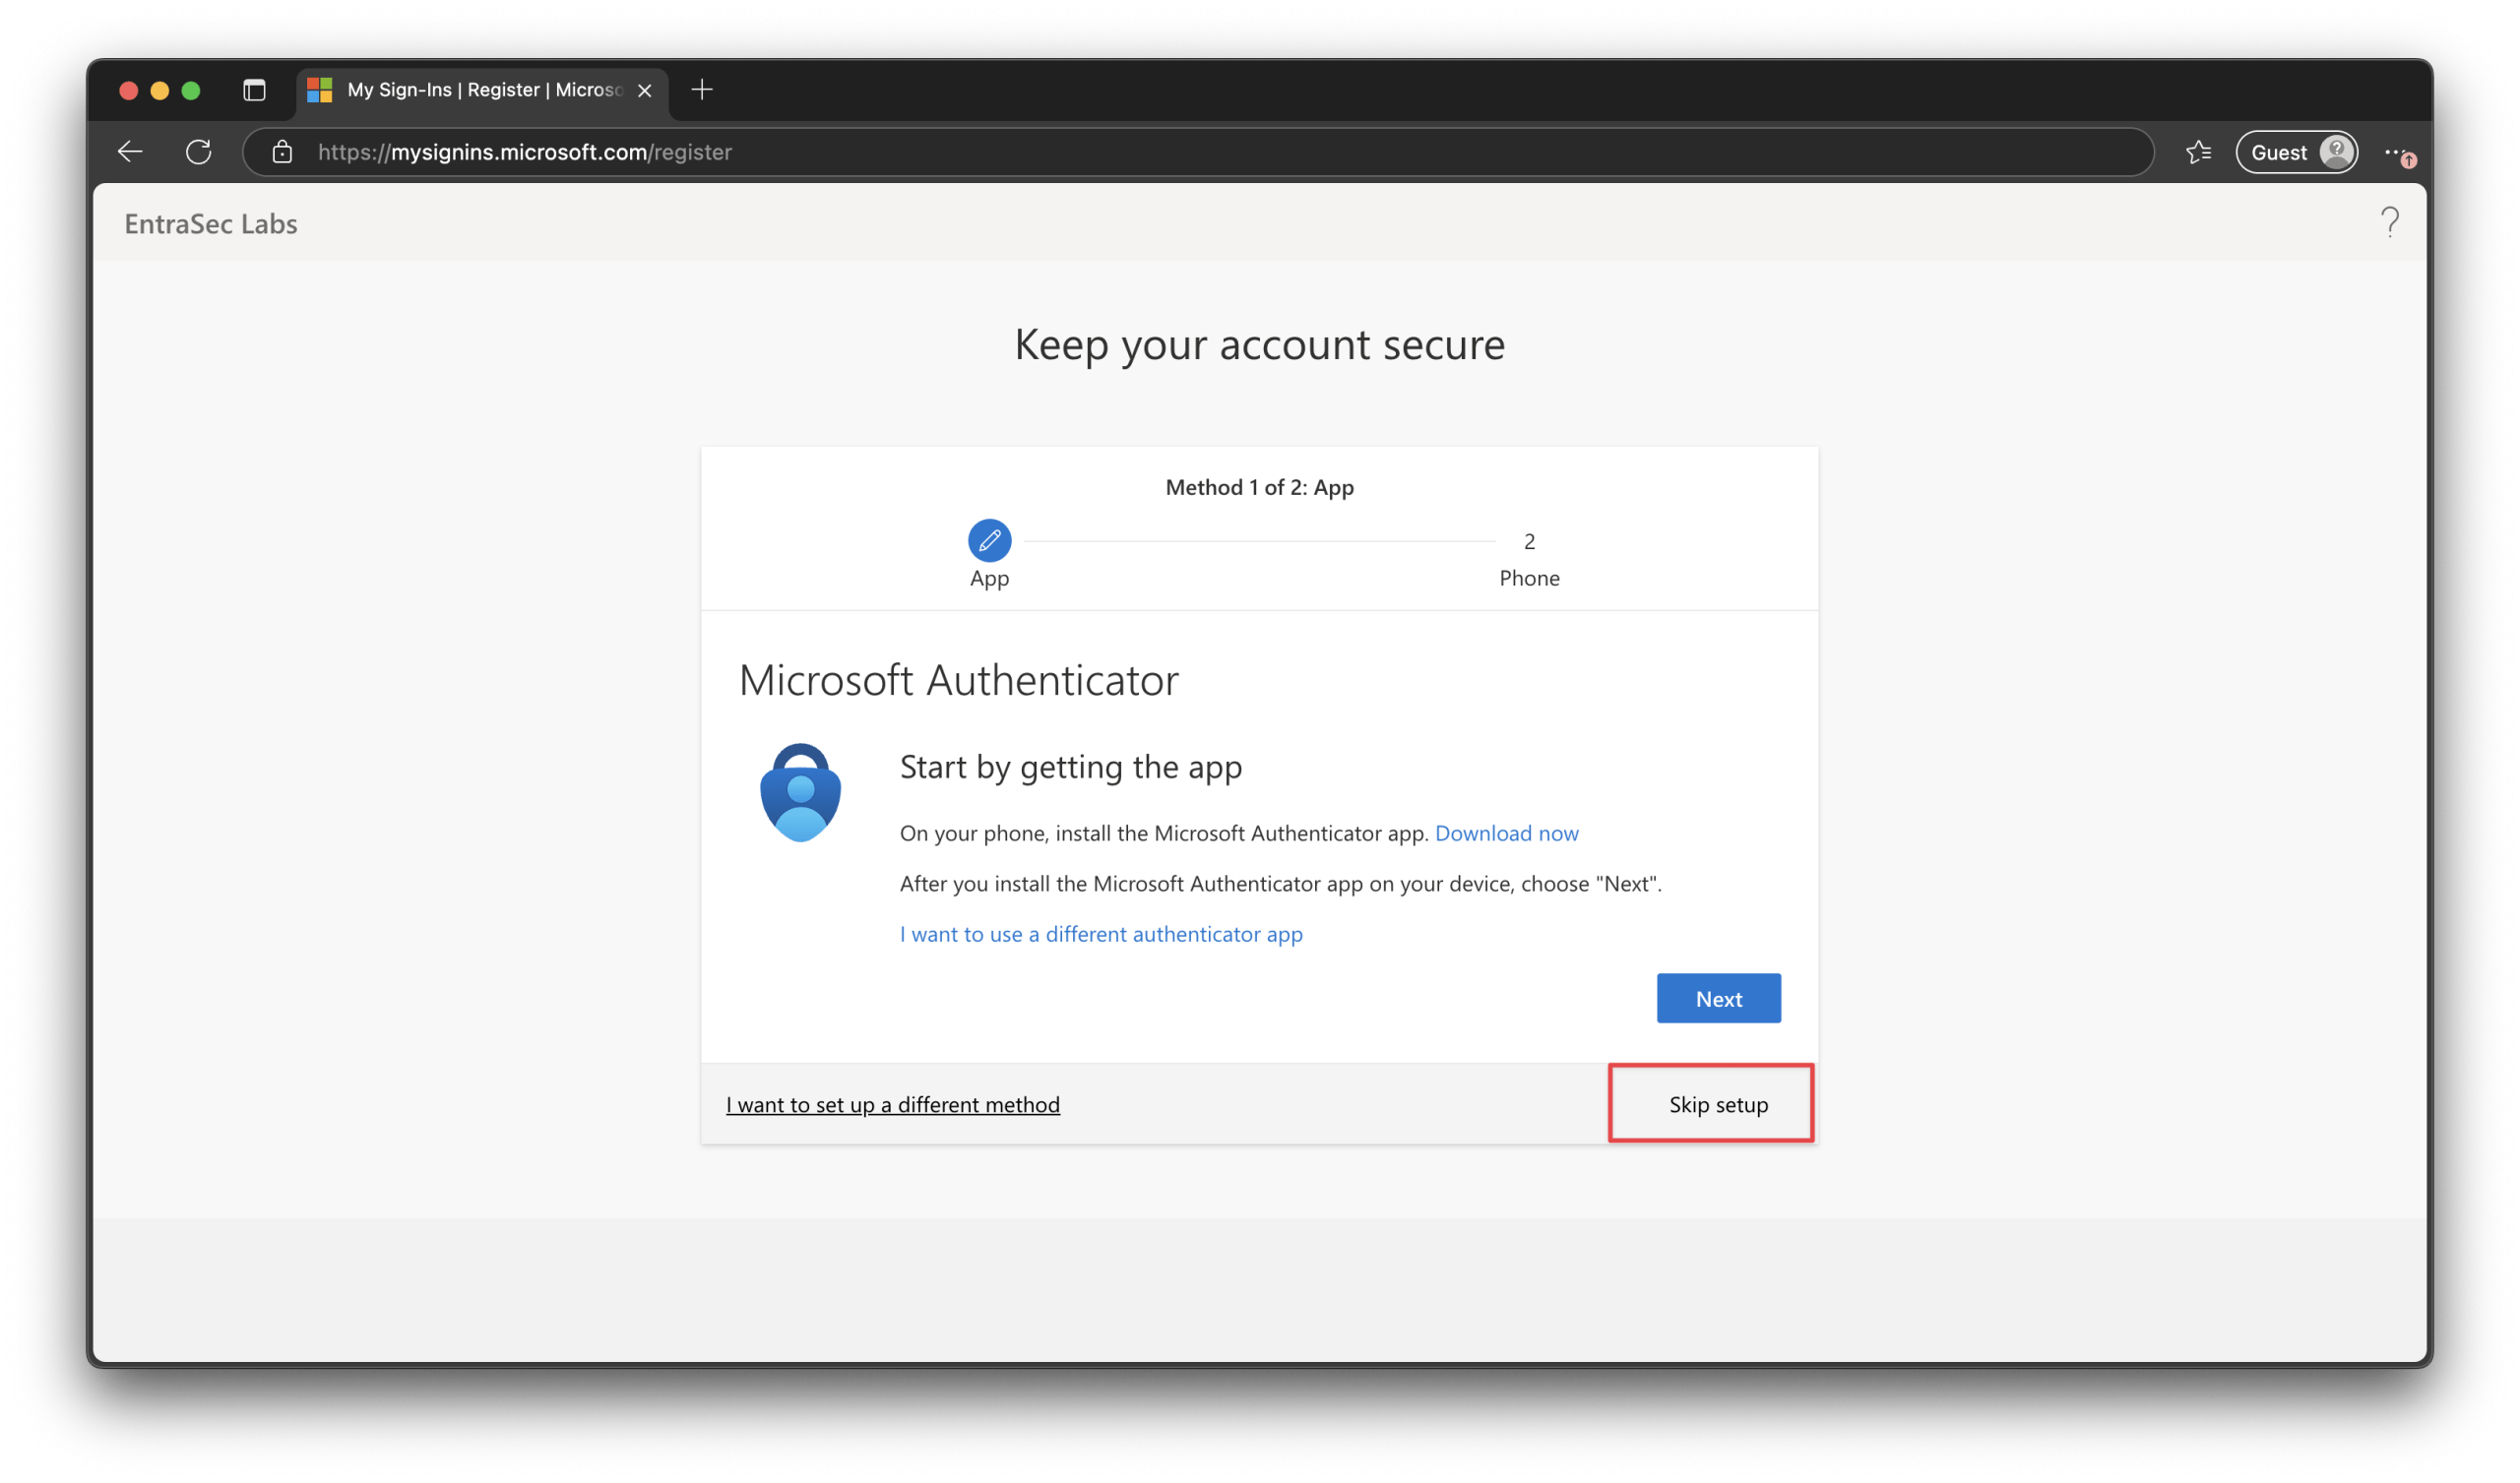 My Sign-Ins | Register | Microso
https://mysignins.microsoft.com/register
Guest
EntraSec Labs
Keep your account secure
Method 1 of 2: App
2
App
Phone
Microsoft Authenticator
Start by getting the app
On your phone, install the Microsoft Authenticator app. Download now
After you install the Microsoft Authenticator app on your device, choose "Next".
I want to use a different authenticator app
Next
I want to set up a different method
Skip setup